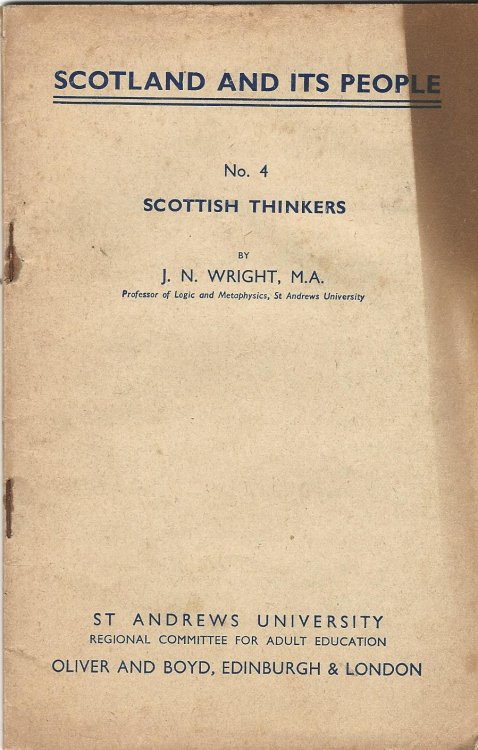 SCOTLAND AND ITS PEOPLE
No. 4
SCOTTISH THINKERS
BY
J. N. WRIGHT, M.A.
Professor of Logic and Metaphysics, St Andrews University
ST ANDREWS UNIVERSITY
REGIONAL COMMITTEE FOR ADULT EDUCATION
OLIVER AND BOYD, EDINBURGH & LONDON